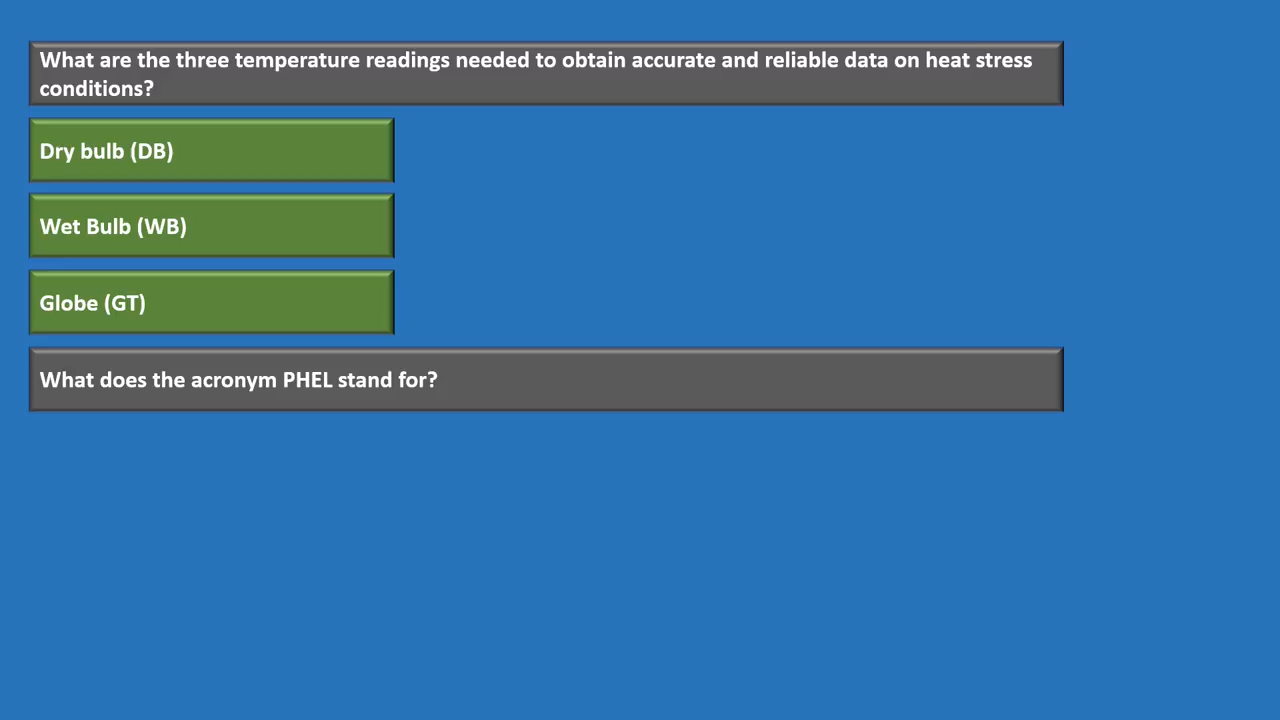 What are the three temperature readings needed to obtain accurate and reliable data on heat stress
conditions?
Dry bulb (DB)
Wet Bulb (WB)
Globe (GT)
What does the acronym PHEL stand for?